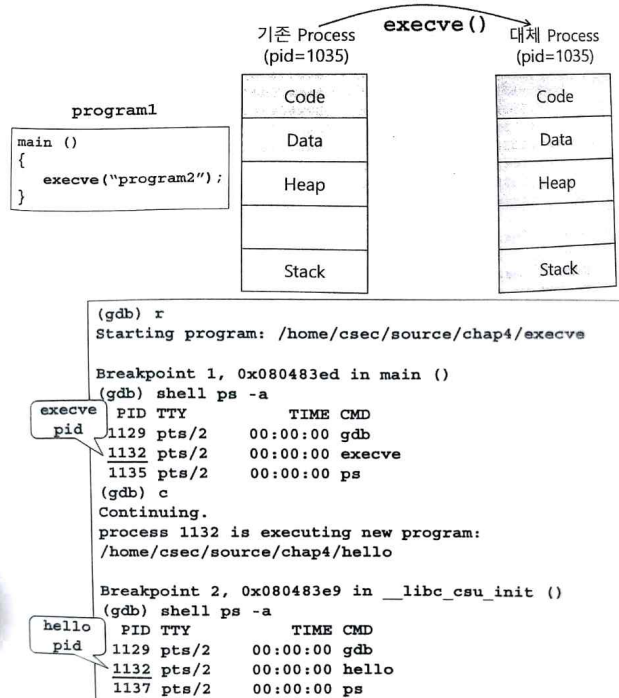 execve()
기존 Process
(pid=1035)
대체 Process
(pid=1035)
Code
Data
Heap
Stack
Code
Data
Heap
Stack
program1
main ()
{
execve("program2");
}
(gdb) r
Starting program: /home/csec/source/chap4/execve
Breakpoint 1, 0x080483ed in main ()
(gdb) shell ps -a
execve pid
PID TTY TIME CMD
1129 pts/2 00:00:00 gdb
1132 pts/2 00:00:00 execve
1135 pts/2 00:00:00 ps
(gdb) c
Continuing.
process 1132 is executing new program:
/home/csec/source/chap4/hello
Breakpoint 2, 0x080483e9 in __libc_csu_init ()
(gdb) shell ps -a
hello pid
PID TTY TIME CMD
1129 pts/2 00:00:00 gdb
1132 pts/2 00:00:00 hello
1137 pts/2 00:00:00 ps